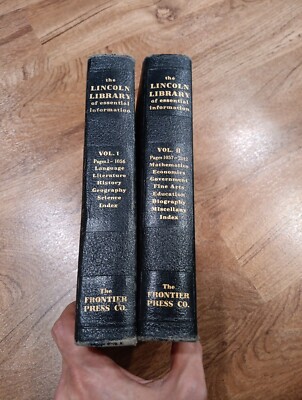 the
LINCOLN
LIBRARY
of essential
Information
VOL. I
Pages 1 - 1056
Language
Literature
History
Geography
Science
Index
The
FRONTIER
PRESS CO.
the
LINCOLN
LIBRARY
of essential
Information
VOL. II
Mathematics
Economics
Government
Fine Arts
Education
Biography
Miscellany
Index
The
FRONTIER
PRESS CO.